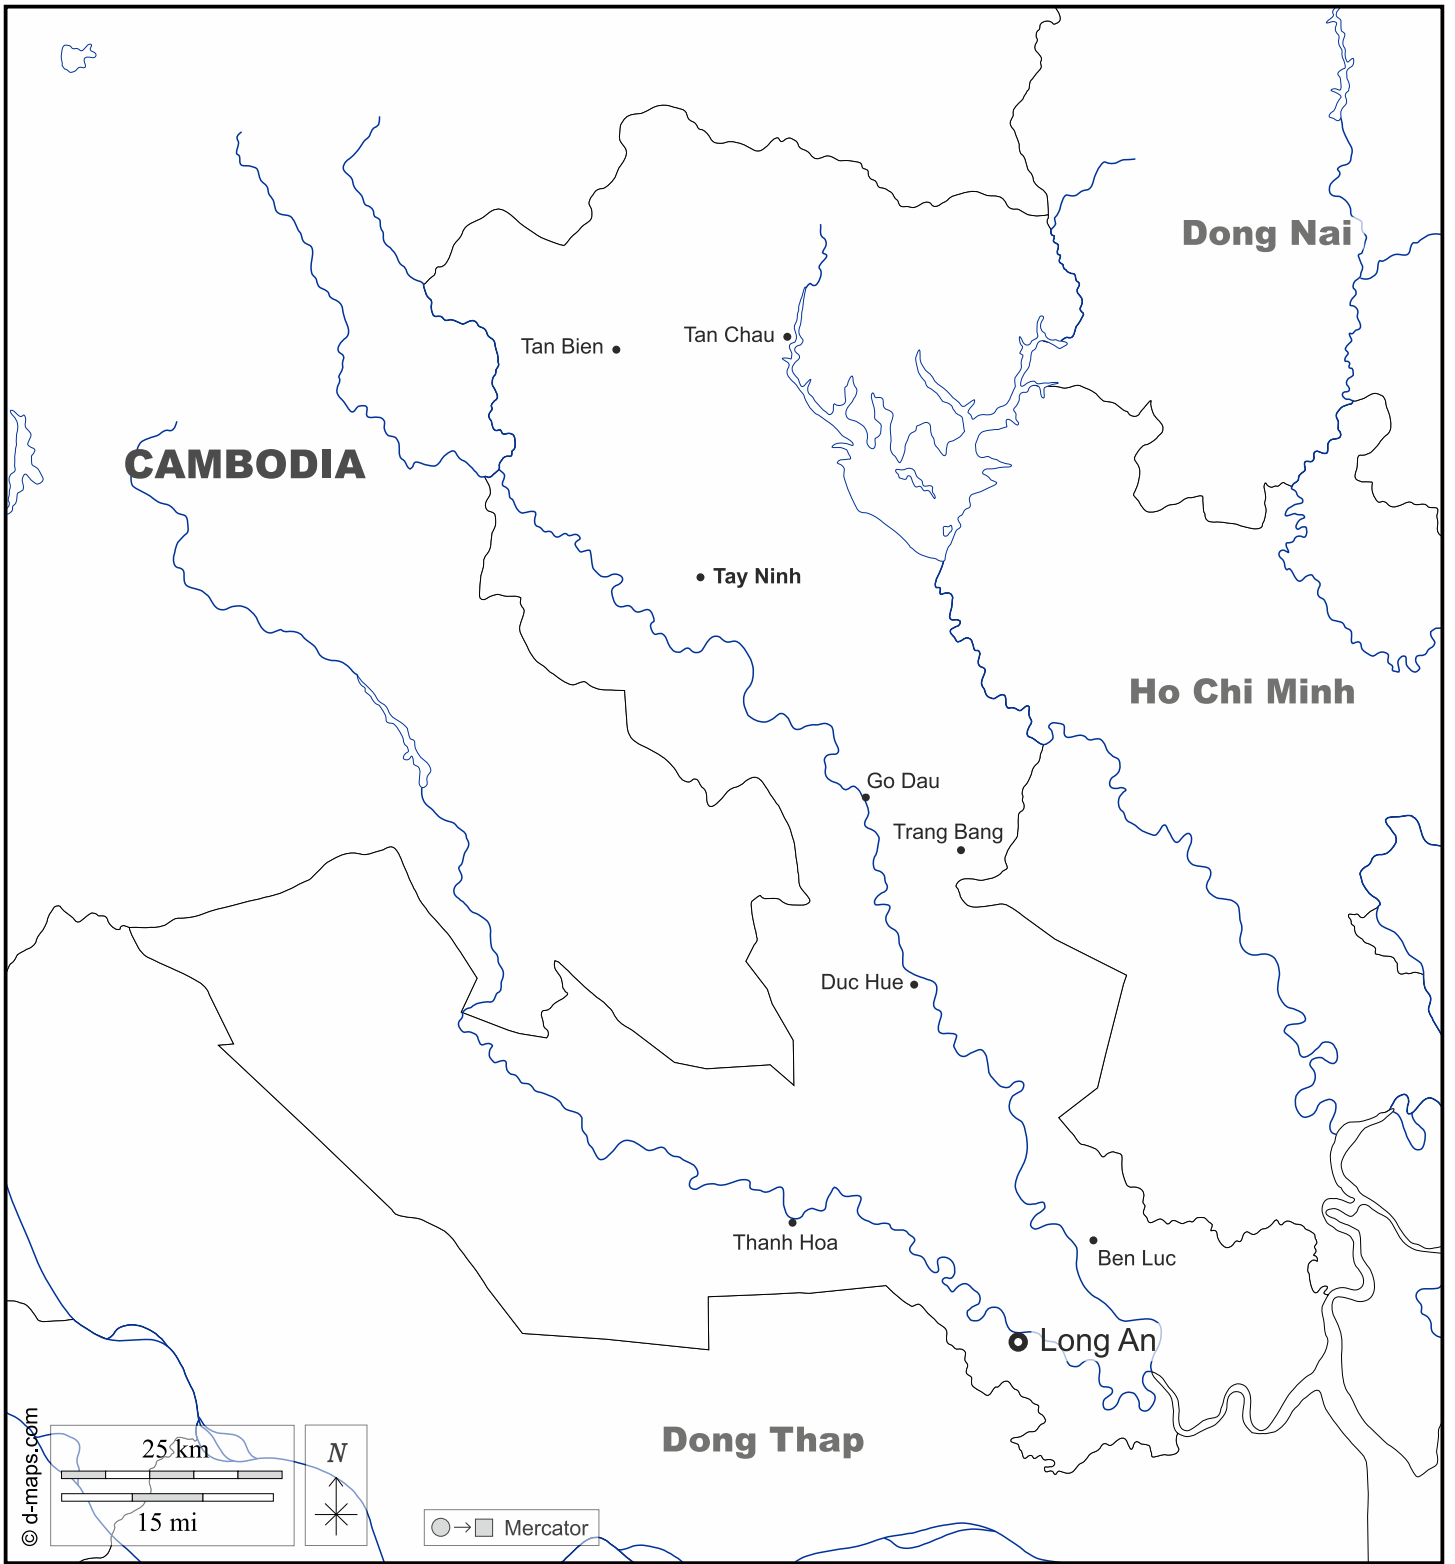 Dong Nai
Tan Chau
Tan Bien
CAMBODIA
Tay Ninh
Ho Chi Minh
Go Dau
Trang Bang
Duc Hue
Thanh Hoa
Ben Luc
Long An
Dong Thap
© d-maps.com
25 km
15 mi
N
Mercator